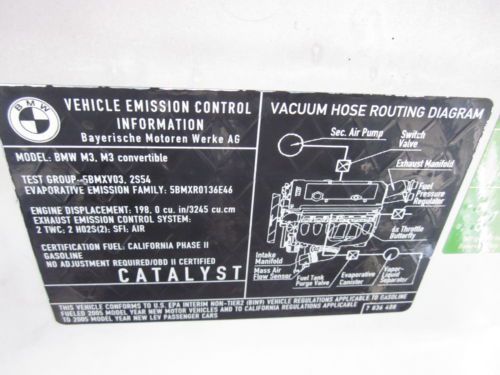 BMW
VEHICLE EMISSION CONTROL
INFORMATION
Bayerische Motoren Werke AG
MODEL: BMW M3, M3 convertible
TEST GROUP-5BMXV03, 2S54
EVAPORATIVE EMISSION FAMILY: 5BMXR0136E46
ENGINE DISPLACEMENT: 198, 0 cu. in/3245 cu.cm
EXHAUST EMISSION CONTROL SYSTEM:
2 TWC; 2 HO2S(2); SFI; AIR
CERTIFICATION FUEL: CALIFORNIA PHASE II
GASOLINE
NO ADJUSTMENT REQUIRED/OBD II CERTIFIED
CATALYST
VACUUM HOSE ROUTING DIAGRAM
Sec. Air Pump
Switch
Valve
Exhaust Manifold
Fuel
Pressure
Regulator
6x Throttle
Butterfly
Intake
Manifold
Mass Air
Flow Sensor
Fuel Tank
Purge Valve
Evaporative
Canister
Vapor-
Liquid
Separator
THIS VEHICLE CONFORMS TO U.S. EPA INTERIM NON-TIER2 (BIN9) VEHICLE REGULATIONS APPLICABLE TO GASOLINE
FUELED 2005 MODEL YEAR NEW MOTOR VEHICLES AND TO CALIFORNIA REGULATIONS APPLICABLE
TO 2005 MODEL YEAR NEW LEV PASSENGER CARS
7 836 488